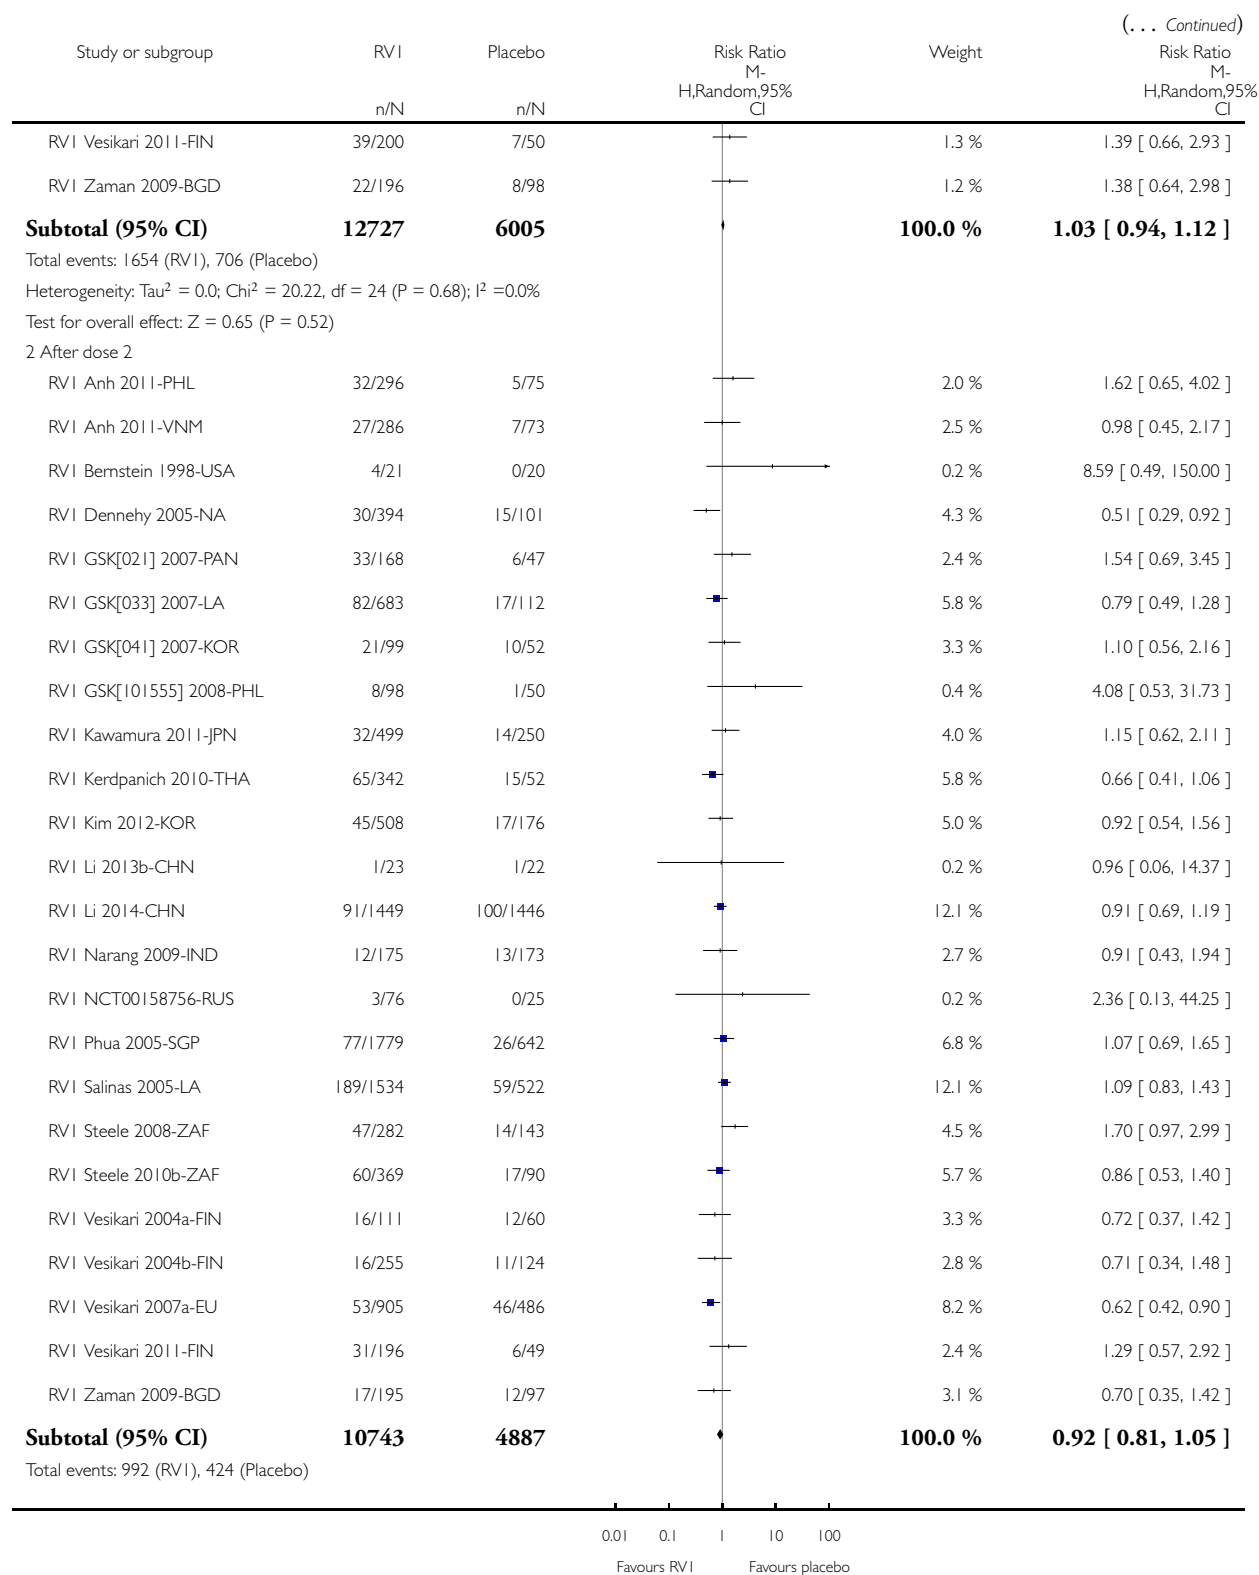 (. . . Continued)
Study or subgroup RV1 Placebo Risk Ratio Weight Risk Ratio
M- M-
H,Random,95% H,Random,95%
n/N n/N CI CI
RV1 Vesikari 2011-FIN 39/200 7/50 1.3 % 1.39 [ 0.66, 2.93 ]
RV1 Zaman 2009-BGD 22/196 8/98 1.2 % 1.38 [ 0.64, 2.98 ]
Subtotal (95% CI) 12727 6005 100.0 % 1.03 [ 0.94, 1.12 ]
Total events: 1654 (RV1), 706 (Placebo)
Heterogeneity: Tau² = 0.0; Chi² = 20.22, df = 24 (P = 0.68); I² =0.0%
Test for overall effect: Z = 0.65 (P = 0.52)
2 After dose 2
RV1 Anh 2011-PHL 32/296 5/75 2.0 % 1.62 [ 0.65, 4.02 ]
RV1 Anh 2011-VNM 27/286 7/73 2.5 % 0.98 [ 0.45, 2.17 ]
RV1 Bernstein 1998-USA 4/21 0/20 0.2 % 8.59 [ 0.49, 150.00 ]
RV1 Dennehy 2005-NA 30/394 15/101 4.3 % 0.51 [ 0.29, 0.92 ]
RV1 GSK[021] 2007-PAN 33/168 6/47 2.4 % 1.54 [ 0.69, 3.45 ]
RV1 GSK[033] 2007-LA 82/683 17/112 5.8 % 0.79 [ 0.49, 1.28 ]
RV1 GSK[041] 2007-KOR 21/99 10/52 3.3 % 1.10 [ 0.56, 2.16 ]
RV1 GSK[101555] 2008-PHL 8/98 1/50 0.4 % 4.08 [ 0.53, 31.73 ]
RV1 Kawamura 2011-JPN 32/499 14/250 4.0 % 1.15 [ 0.62, 2.11 ]
RV1 Kerdpanich 2010-THA 65/342 15/52 5.8 % 0.66 [ 0.41, 1.06 ]
RV1 Kim 2012-KOR 45/508 17/176 5.0 % 0.92 [ 0.54, 1.56 ]
RV1 Li 2013b-CHN 1/23 1/22 0.2 % 0.96 [ 0.06, 14.37 ]
RV1 Li 2014-CHN 91/1449 100/1446 12.1 % 0.91 [ 0.69, 1.19 ]
RV1 Narang 2009-IND 12/175 13/173 2.7 % 0.91 [ 0.43, 1.94 ]
RV1 NCT00158756-RUS 3/76 0/25 0.2 % 2.36 [ 0.13, 44.25 ]
RV1 Phua 2005-SGP 77/1779 26/642 6.8 % 1.07 [ 0.69, 1.65 ]
RV1 Salinas 2005-LA 189/1534 59/522 12.1 % 1.09 [ 0.83, 1.43 ]
RV1 Steele 2008-ZAF 47/282 14/143 4.5 % 1.70 [ 0.97, 2.99 ]
RV1 Steele 2010b-ZAF 60/369 17/90 5.7 % 0.86 [ 0.53, 1.40 ]
RV1 Vesikari 2004a-FIN 16/111 12/60 3.3 % 0.72 [ 0.37, 1.42 ]
RV1 Vesikari 2004b-FIN 16/255 11/124 2.8 % 0.71 [ 0.34, 1.48 ]
RV1 Vesikari 2007a-EU 53/905 46/486 8.2 % 0.62 [ 0.42, 0.90 ]
RV1 Vesikari 2011-FIN 31/196 6/49 2.4 % 1.29 [ 0.57, 2.92 ]
RV1 Zaman 2009-BGD 17/195 12/97 3.1 % 0.70 [ 0.35, 1.42 ]
Subtotal (95% CI) 10743 4887 100.0 % 0.92 [ 0.81, 1.05 ]
Total events: 992 (RV1), 424 (Placebo)
0.01 0.1 1 10 100
Favours RV1 Favours placebo